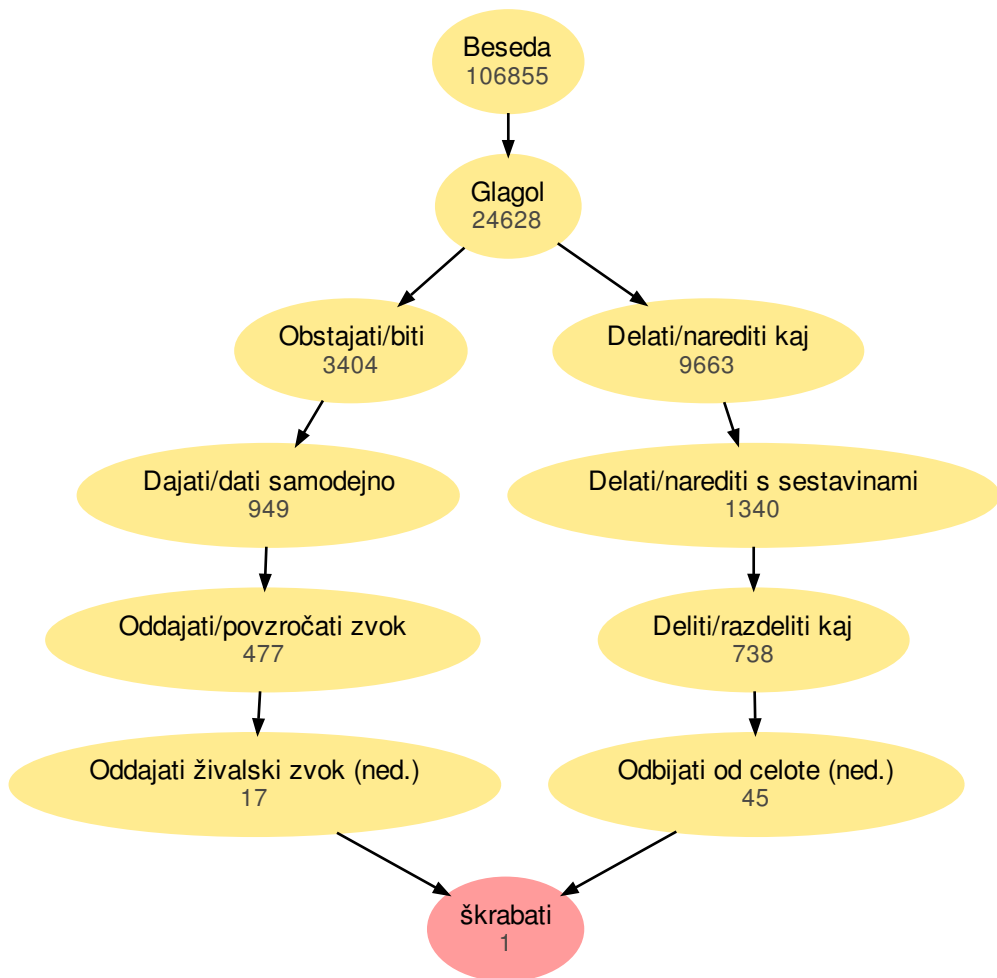 Beseda
106855
Glagol
24628
Obstajati/biti
3404
Delati/narediti kaj
9663
Dajati/dati samodejno
949
Delati/narediti s sestavinami
1340
Oddajati/povzročati zvok
477
Deliti/razdeliti kaj
738
Oddajati živalski zvok (ned.)
17
Odbijati od celote (ned.)
45
škrabati
1